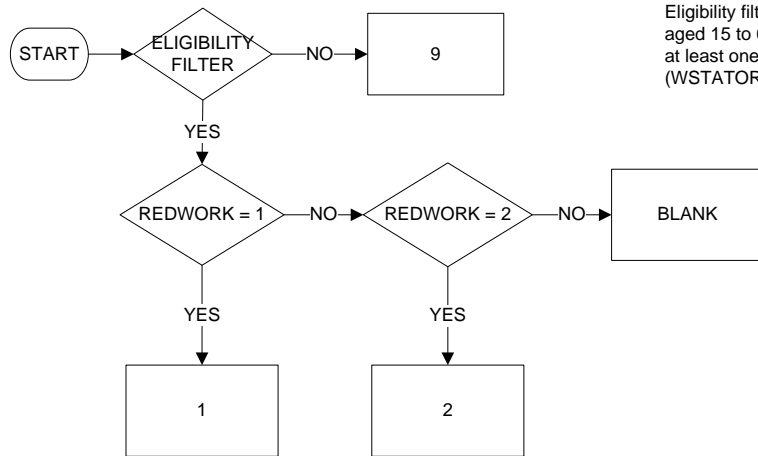 Eligibility
aged 15 to
at least one
(WSTATOR
START
ELIGIBILITY
FILTER
NO
9
YES
REDWORK = 1
NO
REDWORK = 2
NO
BLANK
YES
YES
1
2